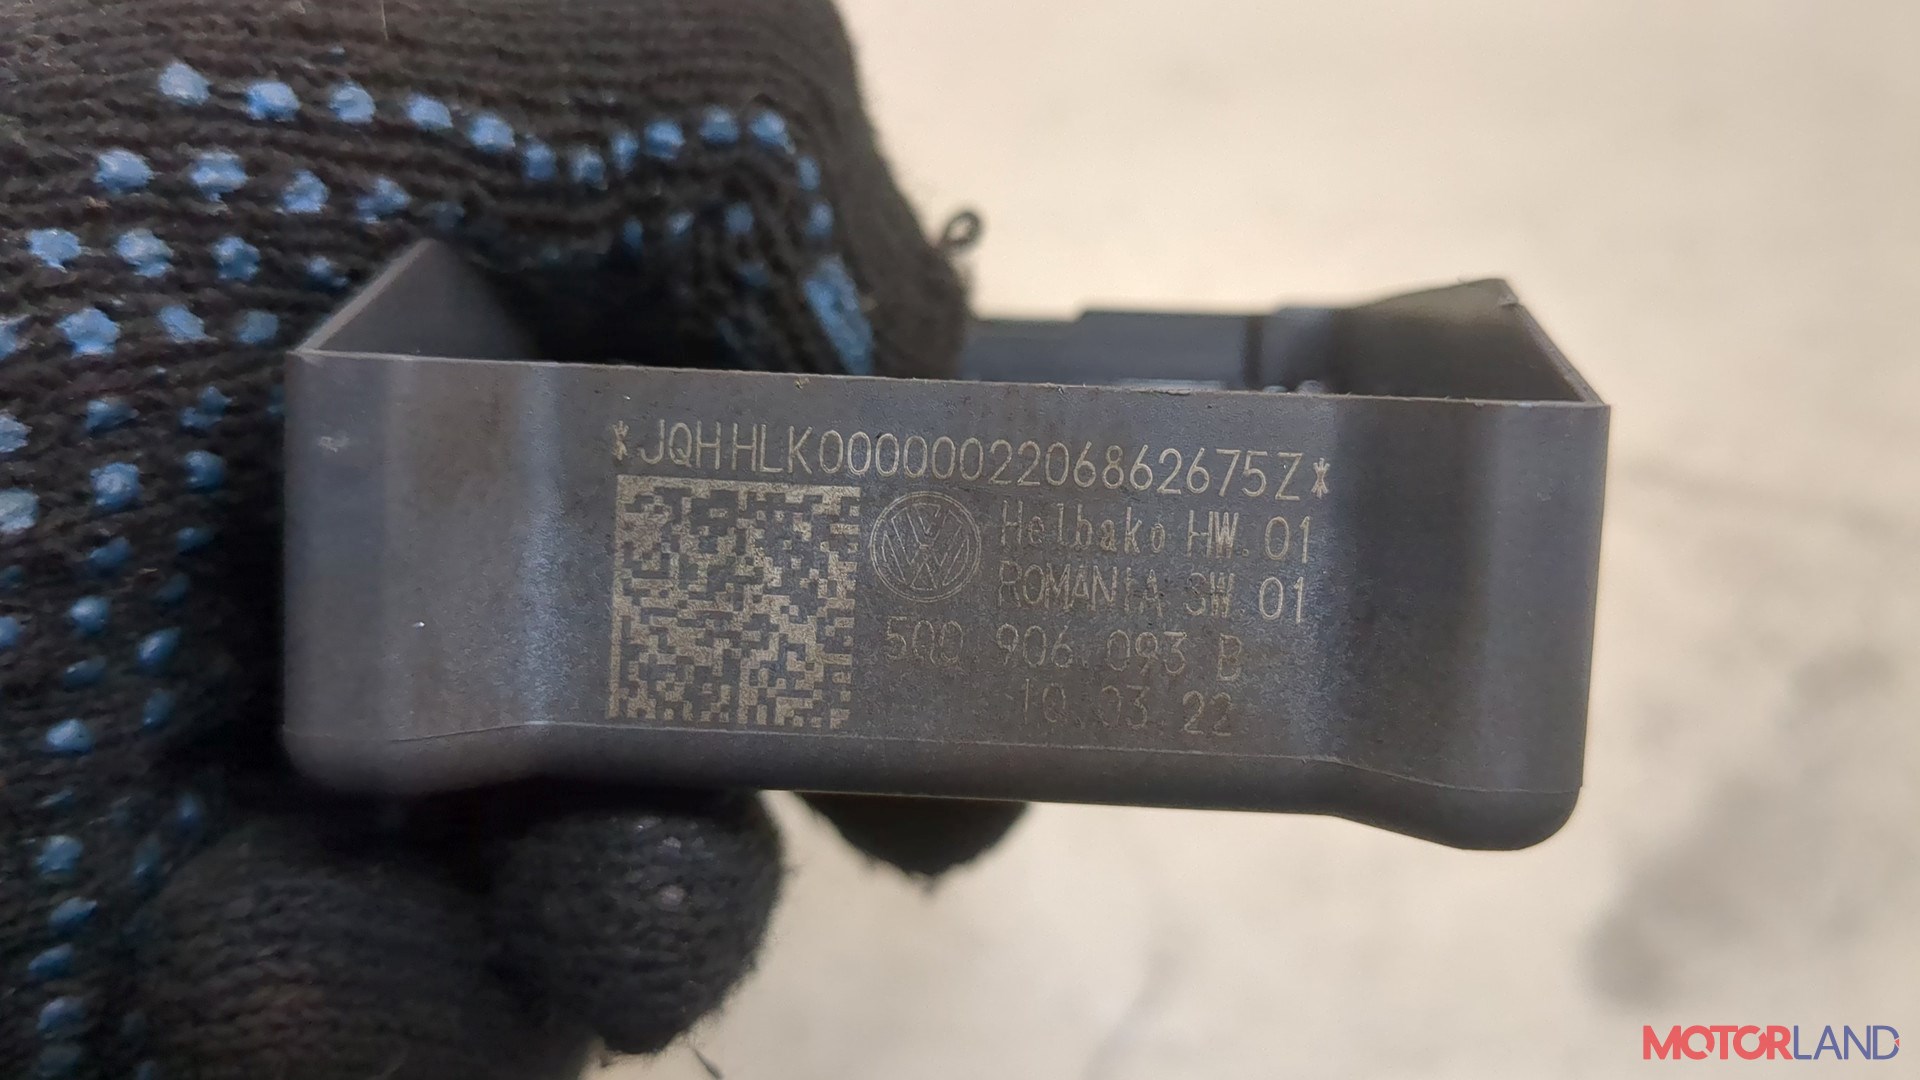 *JQHHLK0000002206862675Z*
Helbako HW.01
ROMANIA SW 01
5Q0.906.093 B
10.03.22
MOTORLAND